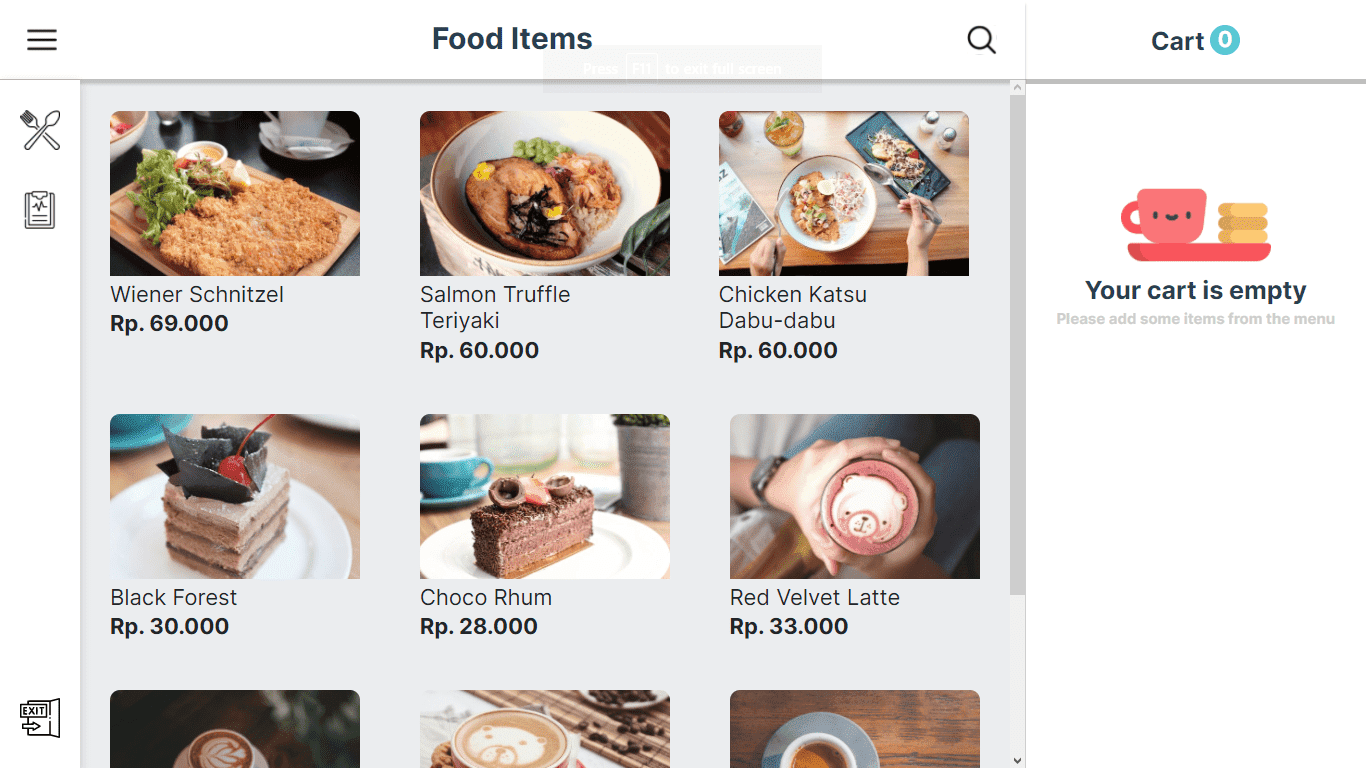 Food Items
Cart 0
Press F11 to exit full screen
Wiener Schnitzel
Rp. 69.000
Salmon Truffle
Teriyaki
Rp. 60.000
Chicken Katsu
Dabu-dabu
Rp. 60.000
Your cart is empty
Please add some items from the menu
Black Forest
Rp. 30.000
Choco Rhum
Rp. 28.000
Red Velvet Latte
Rp. 33.000
EXIT